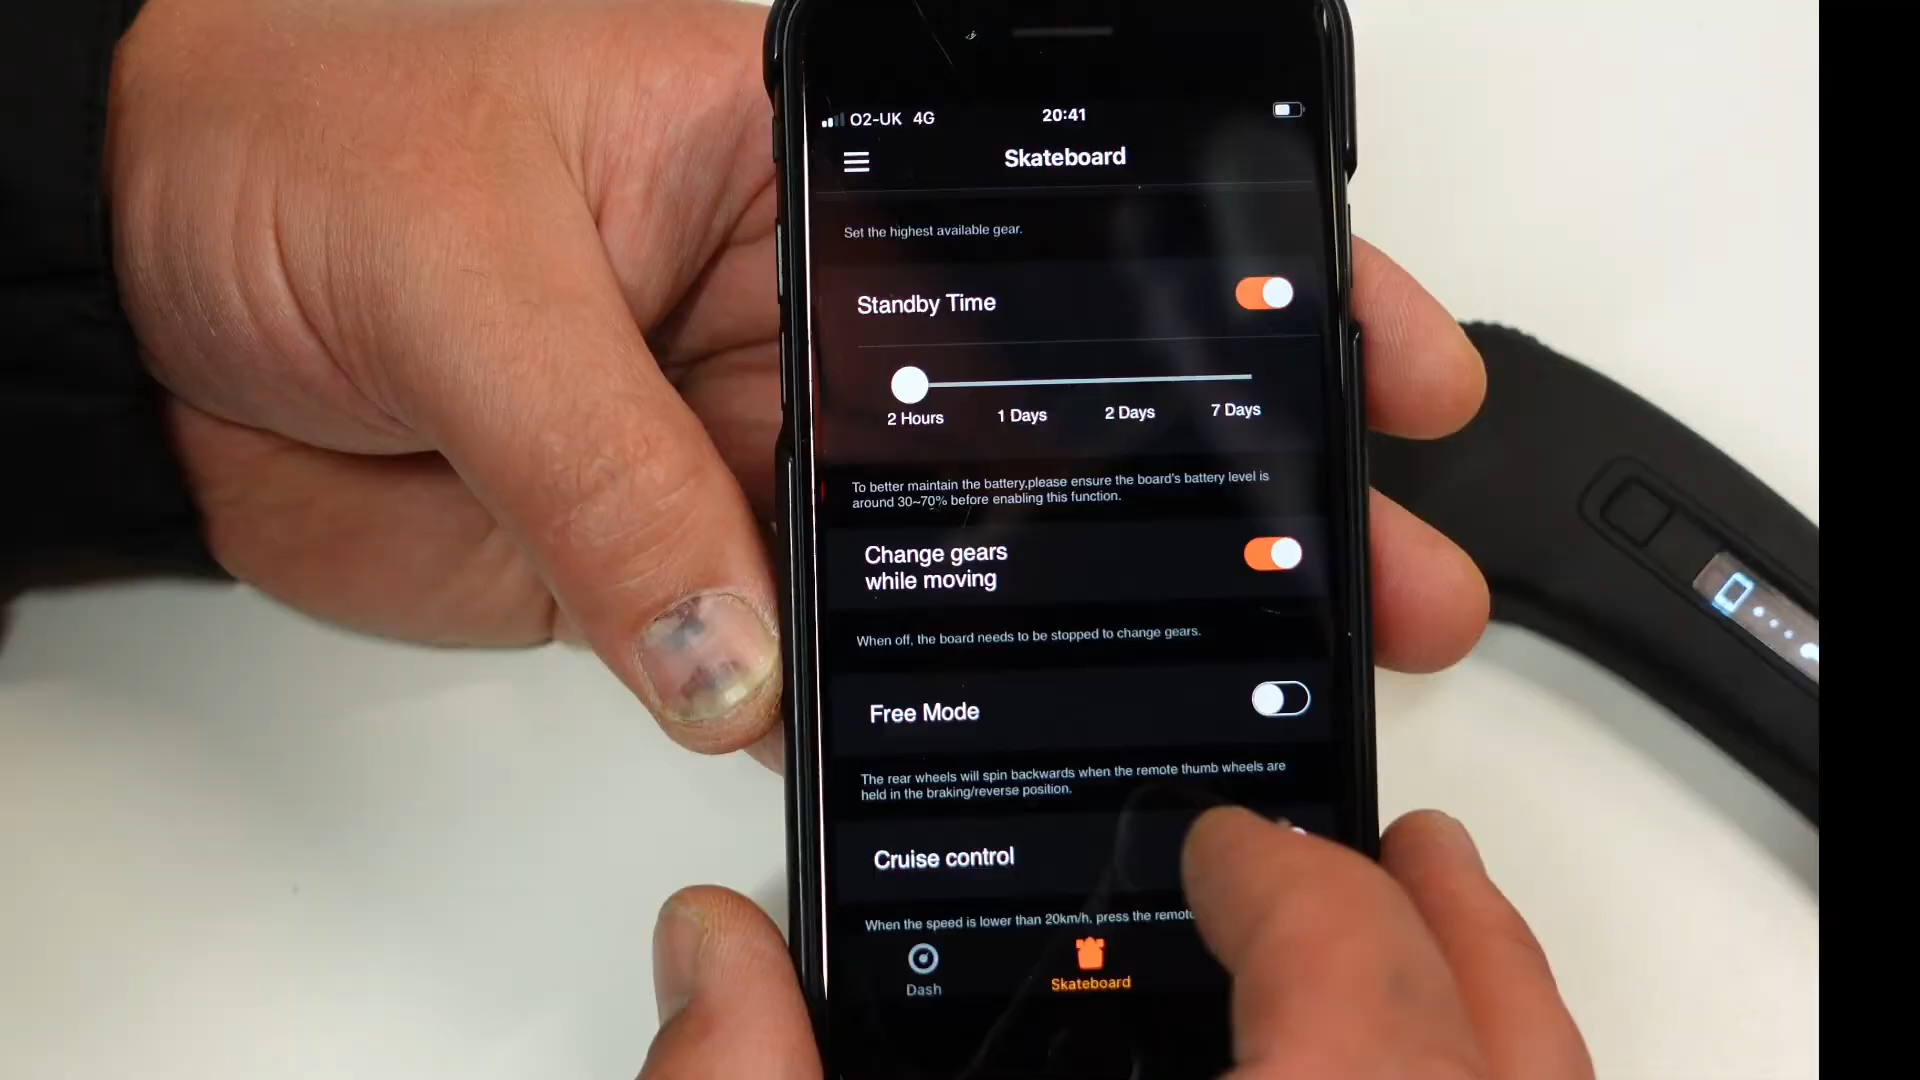 O2-UK 4G 20:41
Skateboard
Set the highest available gear.
Standby Time
2 Hours 1 Days 2 Days 7 Days
To better maintain the battery,please ensure the board's battery level is
around 30~70% before enabling this function.
Change gears
while moving
When off, the board needs to be stopped to change gears.
Free Mode
The rear wheels will spin backwards when the remote thumb wheels are
held in the braking/reverse position.
Cruise control
When the speed is lower than 20km/h, press the remote
Dash Skateboard